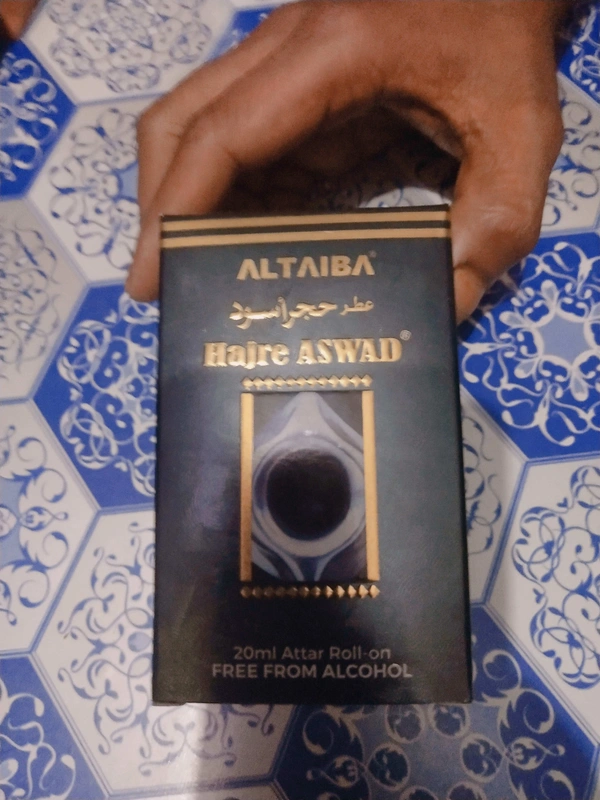 ALTAIBA®
عطر حجر أسود
Hajre ASWAD®
20ml Attar Roll-on
FREE FROM ALCOHOL